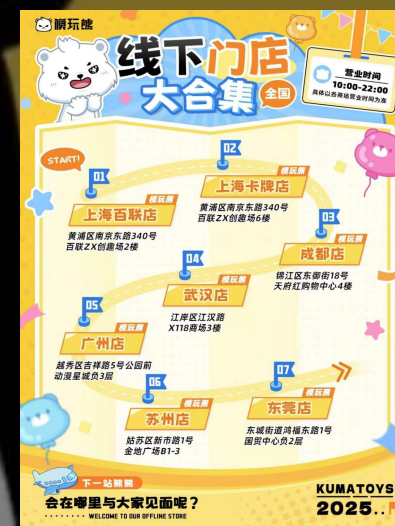 模玩熊
线下门店
大合集 全国
营业时间
10:00-22:00
具体以各商场营业时间为准
START!
01
模玩熊
上海百联店
黄浦区南京东路340号
百联ZX创趣场2楼
02
模玩熊
上海卡牌店
黄浦区南京东路340号
百联ZX创趣场6楼
03
模玩熊
成都店
锦江区东御街18号
天府红购物中心4楼
04
模玩熊
武汉店
江岸区江汉路
X118商场3楼
05
模玩熊
广州店
越秀区吉祥路5号公园前
动漫星城负3层
06
模玩熊
苏州店
姑苏区新市路1号
金地广场B1-3
07
模玩熊
东莞店
东城街道鸿福东路1号
国贸中心负2层
下一站熊熊
会在哪里与大家见面呢?
WELCOME TO OUR OFFLINE STORE
KUMATOYS
2025..